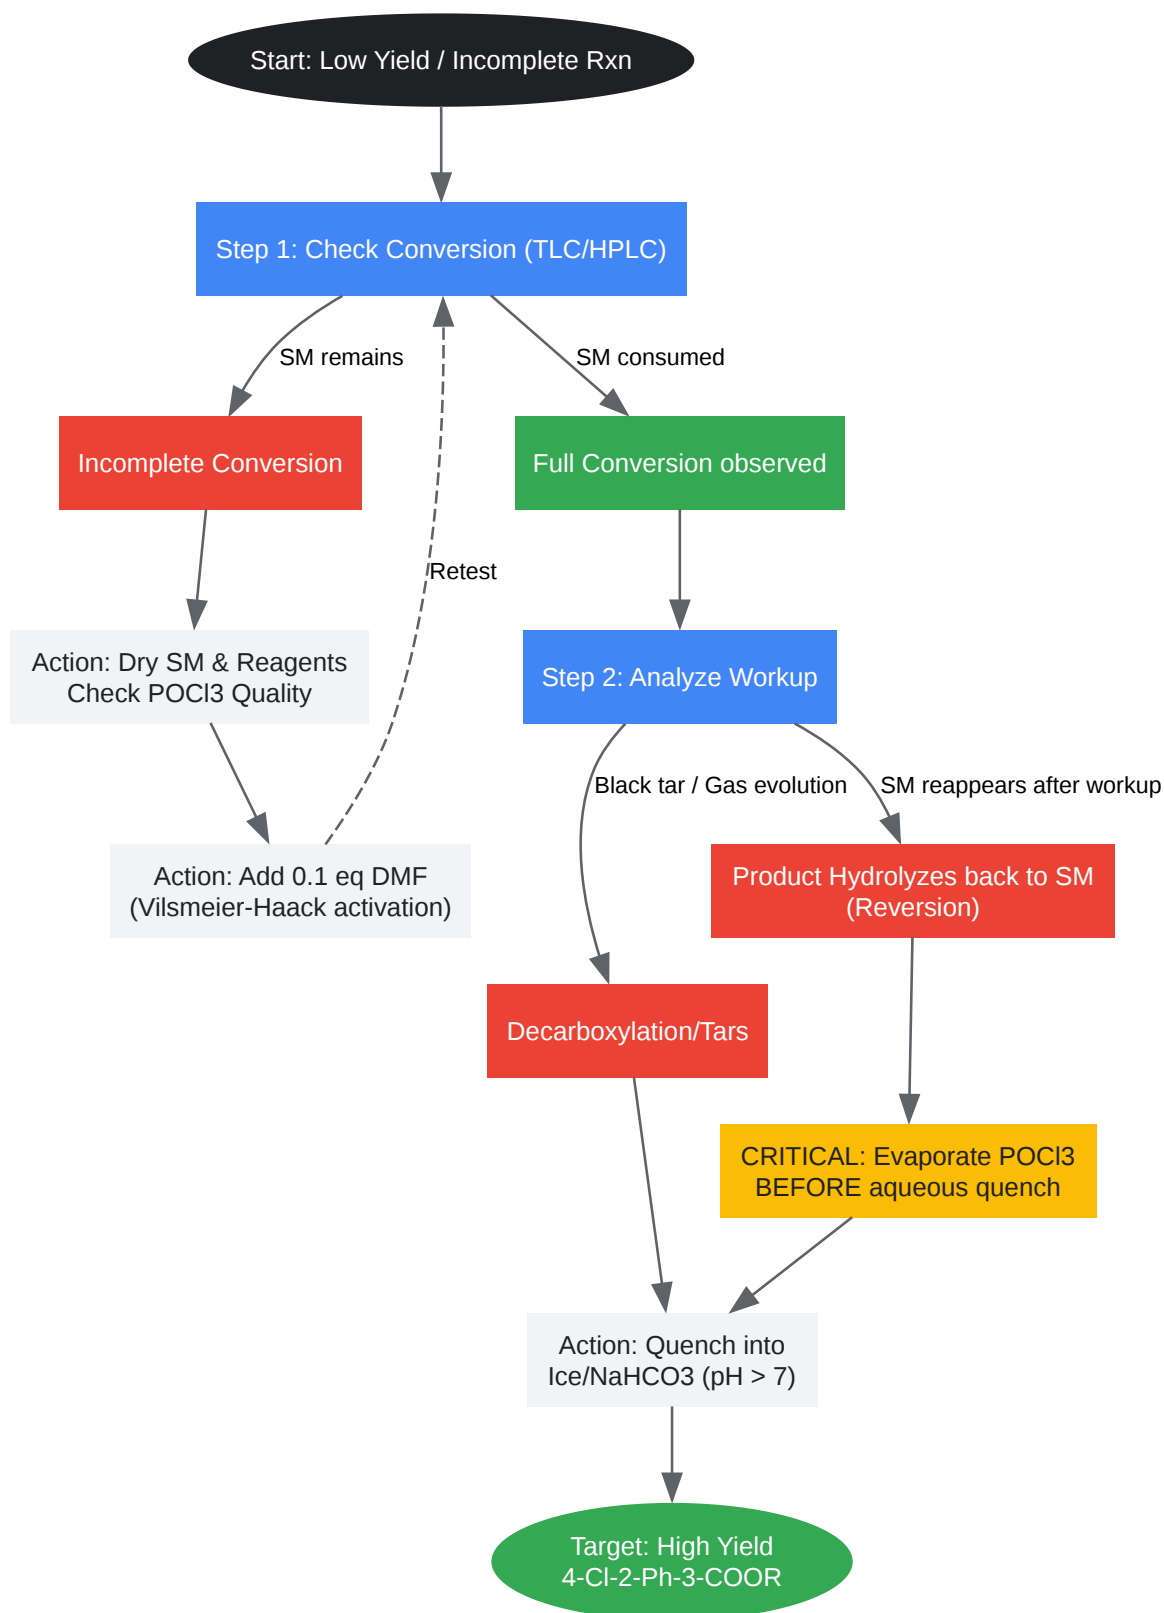 Start: Low Yield / Incomplete Rxn
Step 1: Check Conversion (TLC/HPLC)
SM remains
SM consumed
Incomplete Conversion
Full Conversion observed
Retest
Action: Dry SM & Reagents
Check POCl3 Quality
Step 2: Analyze Workup
Black tar / Gas evolution
SM reappears after workup
Action: Add 0.1 eq DMF
(Vilsmeier-Haack activation)
Product Hydrolyzes back to SM
(Reversion)
Decarboxylation/Tars
CRITICAL: Evaporate POCl3
BEFORE aqueous quench
Action: Quench into
Ice/NaHCO3 (pH > 7)
Target: High Yield
4-Cl-2-Ph-3-COOR